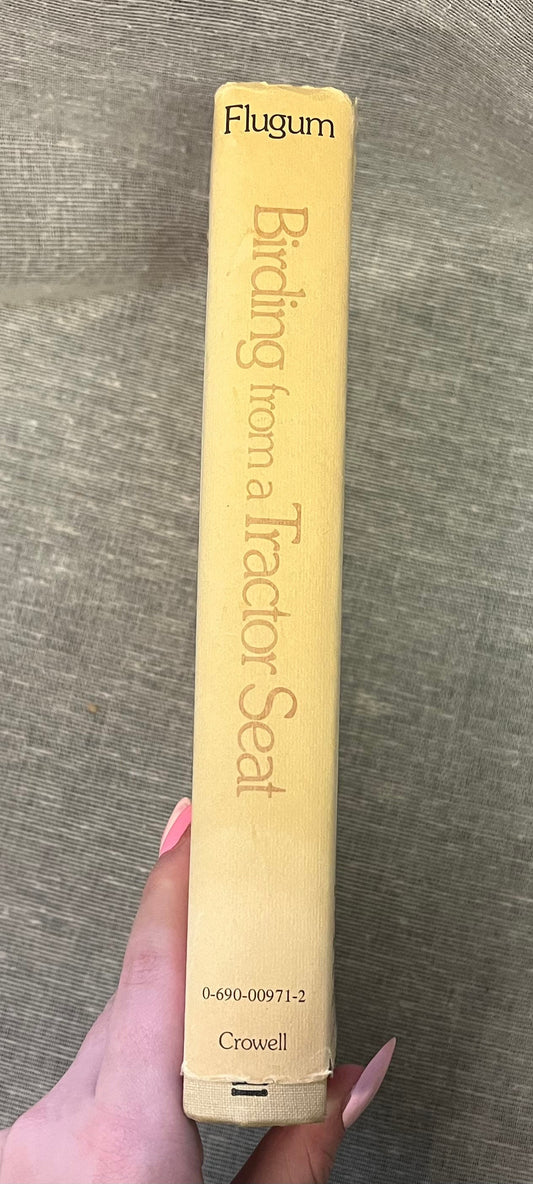 Flugum
Birding from a Tractor Seat
0-690-00971-2
Crowell